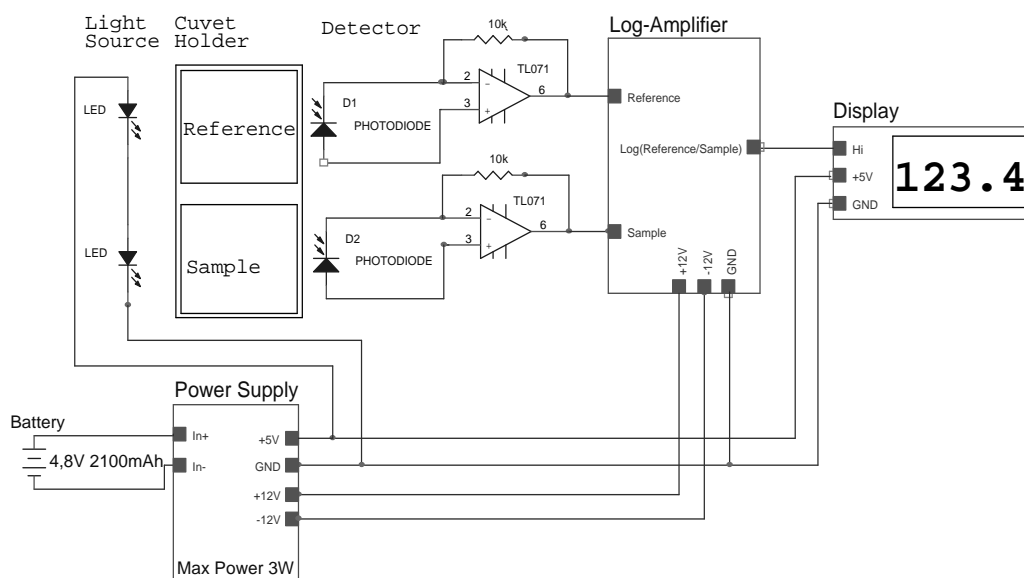 Light Source
Cuvet Holder
Detector
Log-Amplifier
Display
LED
LED
Reference
Sample
D1
PHOTODIODE
10k
TL071
2
3
6
−
+
D2
PHOTODIODE
10k
TL071
2
3
6
−
+
Reference
Log(Reference/Sample)
Sample
+12V
-12V
GND
Hi
+5V
GND
123.4
Power Supply
Battery
4,8V 2100mAh
In+
In-
+5V
GND
+12V
-12V
Max Power 3W